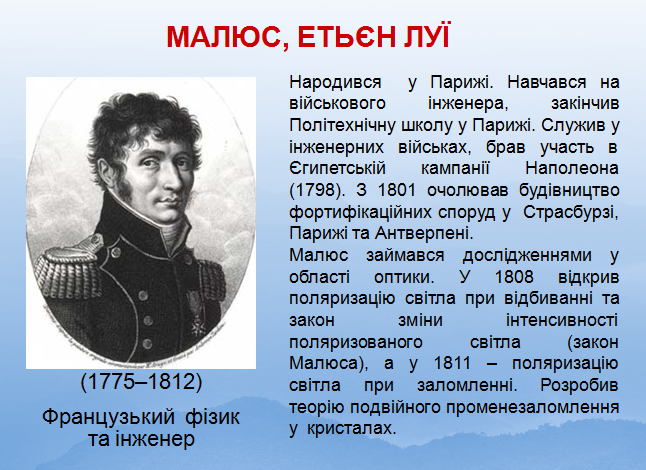 МАЛЮС, ЕТЬЄН ЛУЇ
(1775–1812)
Французький фізик
та інженер
Народився у Парижі. Навчався на
військового інженера, закінчив
Політехнічну школу у Парижі. Служив у
інженерних військах, брав участь в
Єгипетській кампанії Наполеона
(1798). З 1801 очолював будівництво
фортифікаційних споруд у Страсбурзі,
Парижі та Антверпені.
Малюс займався дослідженнями у
області оптики. У 1808 відкрив
поляризацію світла при відбиванні та
закон зміни інтенсивності
поляризованого світла (закон
Малюса), а у 1811 – поляризацію
світла при заломленні. Розробив
теорію подвійного променезаломлення
у кристалах.